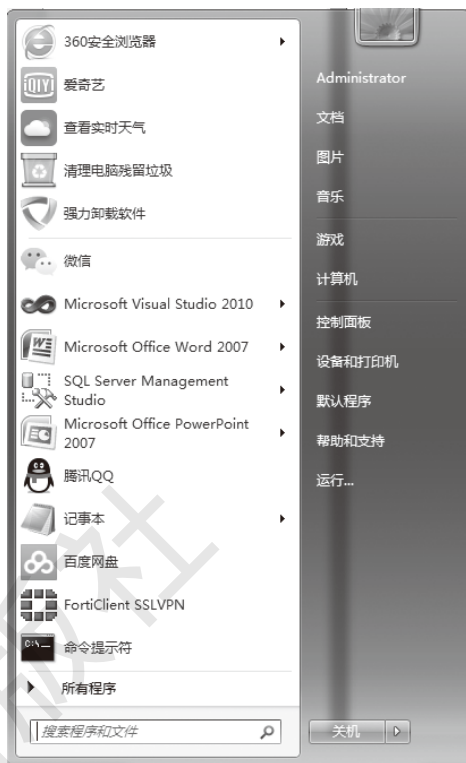 360安全浏览器
iQIYI
爱奇艺
查看实时天气
清理电脑残留垃圾
强力卸载软件
微信
Microsoft Visual Studio 2010
Microsoft Office Word 2007
SQL Server Management
Studio
Microsoft Office PowerPoint
2007
腾讯QQ
记事本
百度网盘
FortiClient SSLVPN
C:\_
命令提示符
所有程序
搜索程序和文件
Administrator
文档
图片
音乐
游戏
计算机
控制面板
设备和打印机
默认程序
帮助和支持
运行...
关机
版社